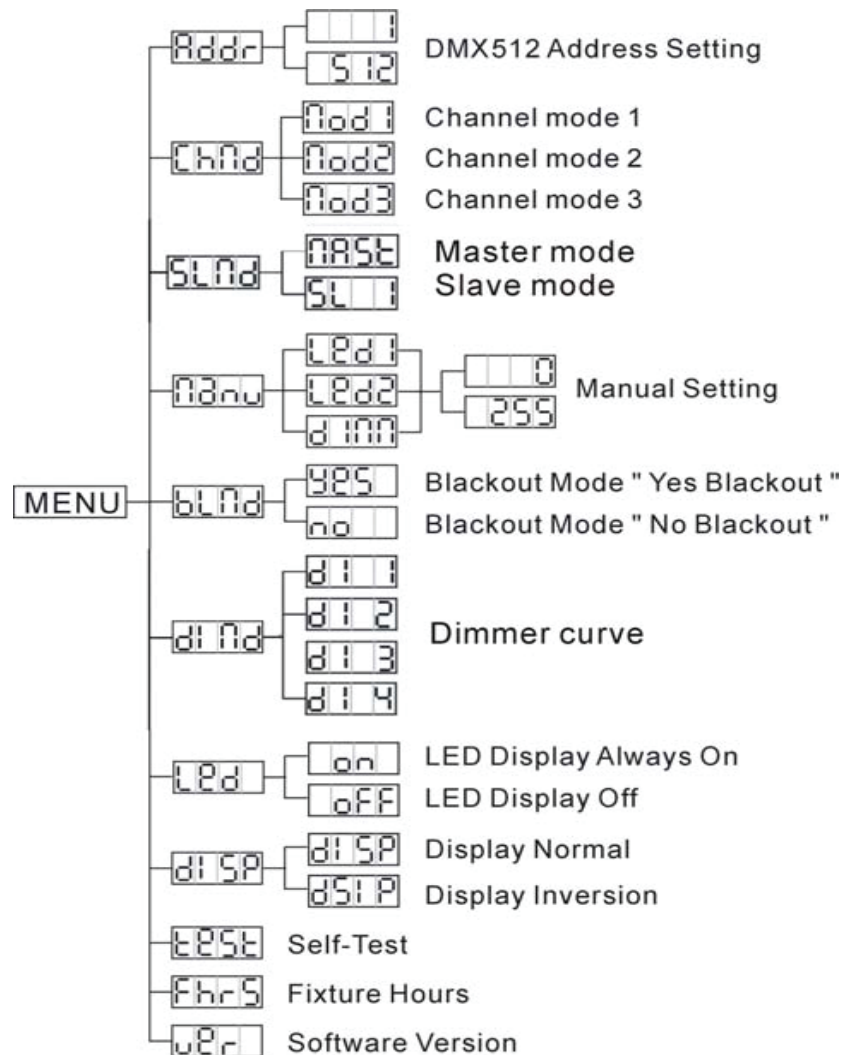 MENU
Addr
1
512
DMX512 Address Setting
ChMd
Mod1
Channel mode 1
Mod2
Channel mode 2
Mod3
Channel mode 3
SLMd
MASt
Master mode
SL 1
Slave mode
Manu
Led1
Led2
dIMM
0
255
Manual Setting
bLMd
yes
Blackout Mode " Yes Blackout "
no
Blackout Mode " No Blackout "
dIMd
dI 1
dI 2
dI 3
dI 4
Dimmer curve
Led
on
LED Display Always On
oFF
LED Display Off
dISP
dISP
Display Normal
dSIP
Display Inversion
teSt
Self-Test
FhrS
Fixture Hours
ver
Software Version